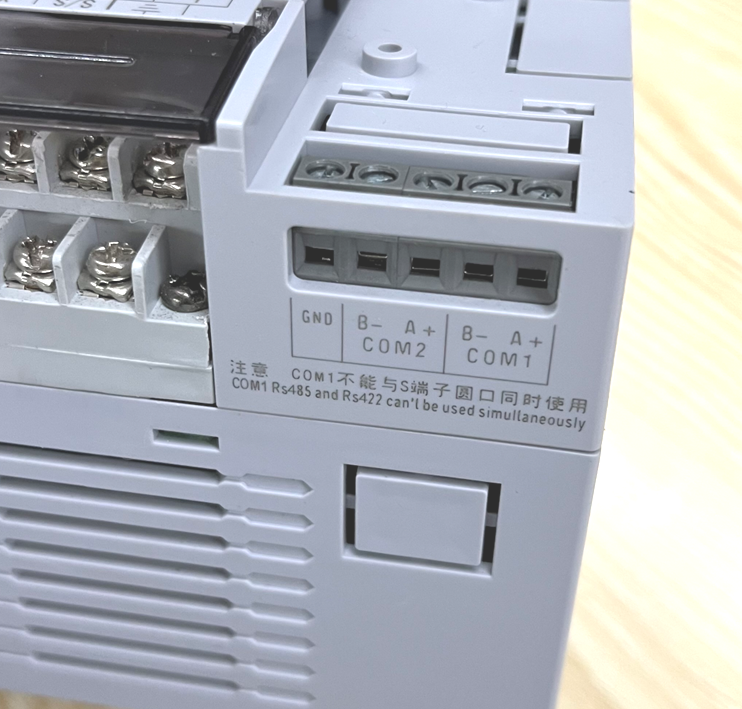 S/S
GND B- A+ B- A+
COM2 COM1
注意 COM1不能与S端子圆口同时使用
COM1 Rs485 and Rs422 can'l be used simullaneously